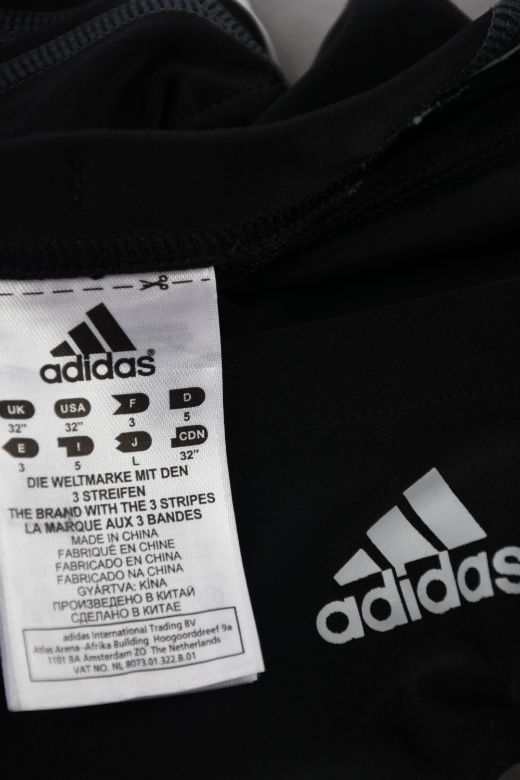 adidas®
UK USA F D
32" 32" 3 5
E I J CDN
3 5 L 32"
DIE WELTMARKE MIT DEN
3 STREIFEN
THE BRAND WITH THE 3 STRIPES
LA MARQUE AUX 3 BANDES
MADE IN CHINA
FABRIQUÉ EN CHINE
FABRICADO EN CHINA
FABRICADO NA CHINA
GYÁRTVA: KÍNA
ПРОИЗВЕДЕНО В КИТАЙ
СДЕЛАНО В КИТАЕ
adidas International Trading BV
Atlas Arena -Afrika Building Hoogoorddreef 9a
1101 BA Amsterdam ZO The Netherlands
VAT NO. NL 8073.01.322.B.01
adidas